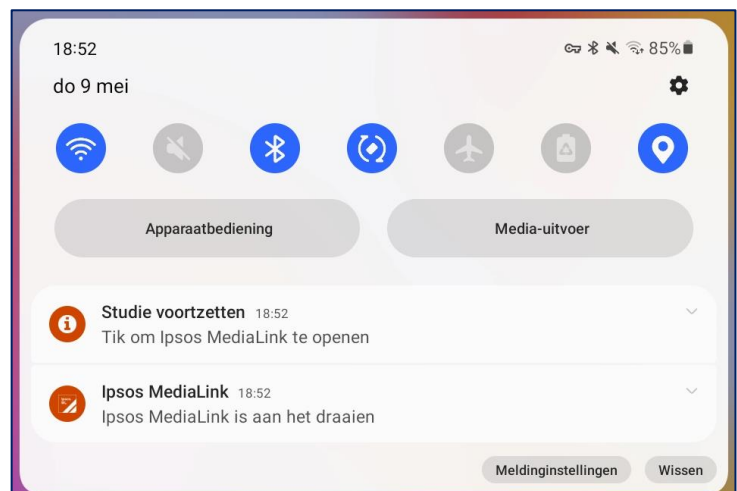 18:52
85%
do 9 mei
Apparaatbediening
Media-uitvoer
Studie voortzetten 18:52
Tik om Ipsos MediaLink te openen
Ipsos MediaLink 18:52
Ipsos MediaLink is aan het draaien
Meldinginstellingen
Wissen